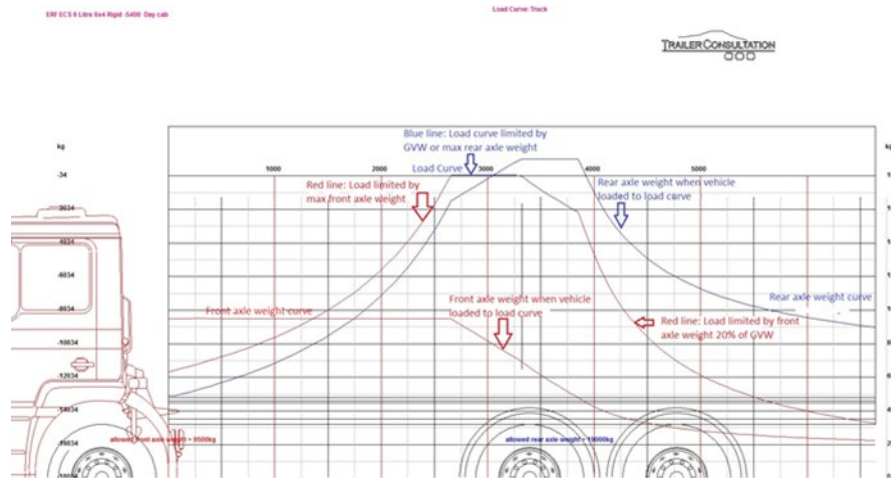 ERF ECS 6 Litre 6x4 Rigid -5400 Day cab
Load Curve: Truck
TRAILER CONSULTATION
kg
kg
Blue line: Load curve limited by
GVW or max rear axle weight
Load Curve
1000
2000
3000
4000
5000
-34
Red line: Load limited by
max front axle weight
Rear axle weight when vehicle
loaded to load curve
-4034
-6034
-8034
-10034
-12034
-14034
Front axle weight curve
Front axle weight when vehicle
loaded to load curve
Rear axle weight curve
Red line: Load limited by front
axle weight 20% of GVW
allowed front axle weight = 9500kg
allowed rear axle weight = 19000kg